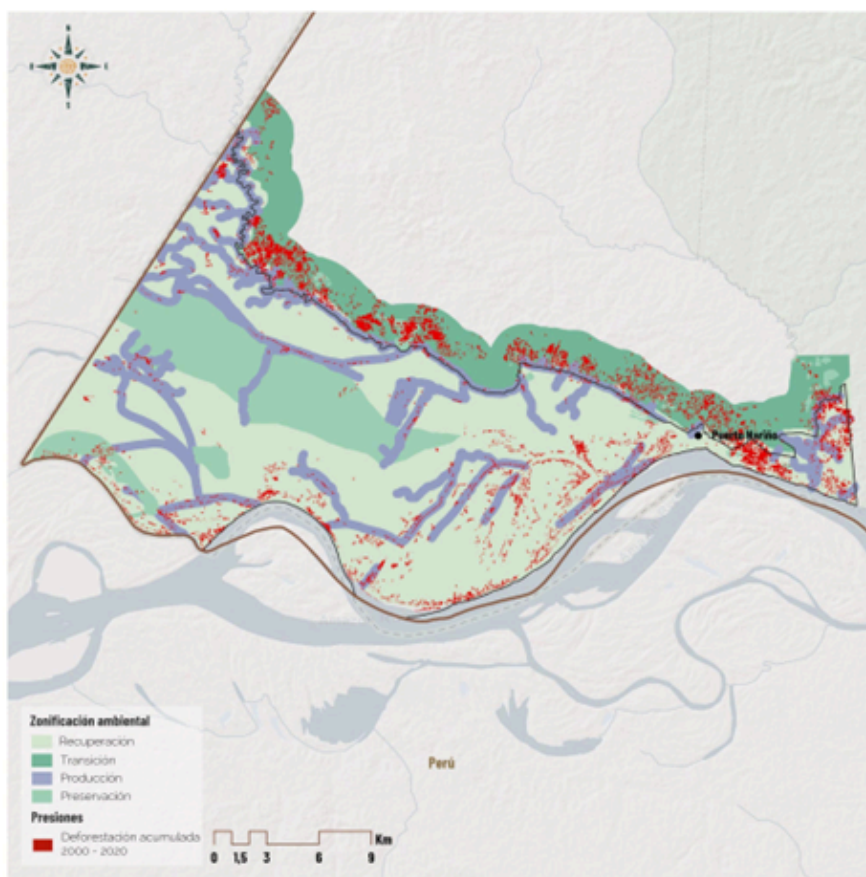 N
S
Puerto Nariño
Perú
Zonificación ambiental
Recuperación
Transición
Producción
Preservación
Presiones
Deforestación acumulada
2000 - 2020
Km
0 1,5 3 6 9